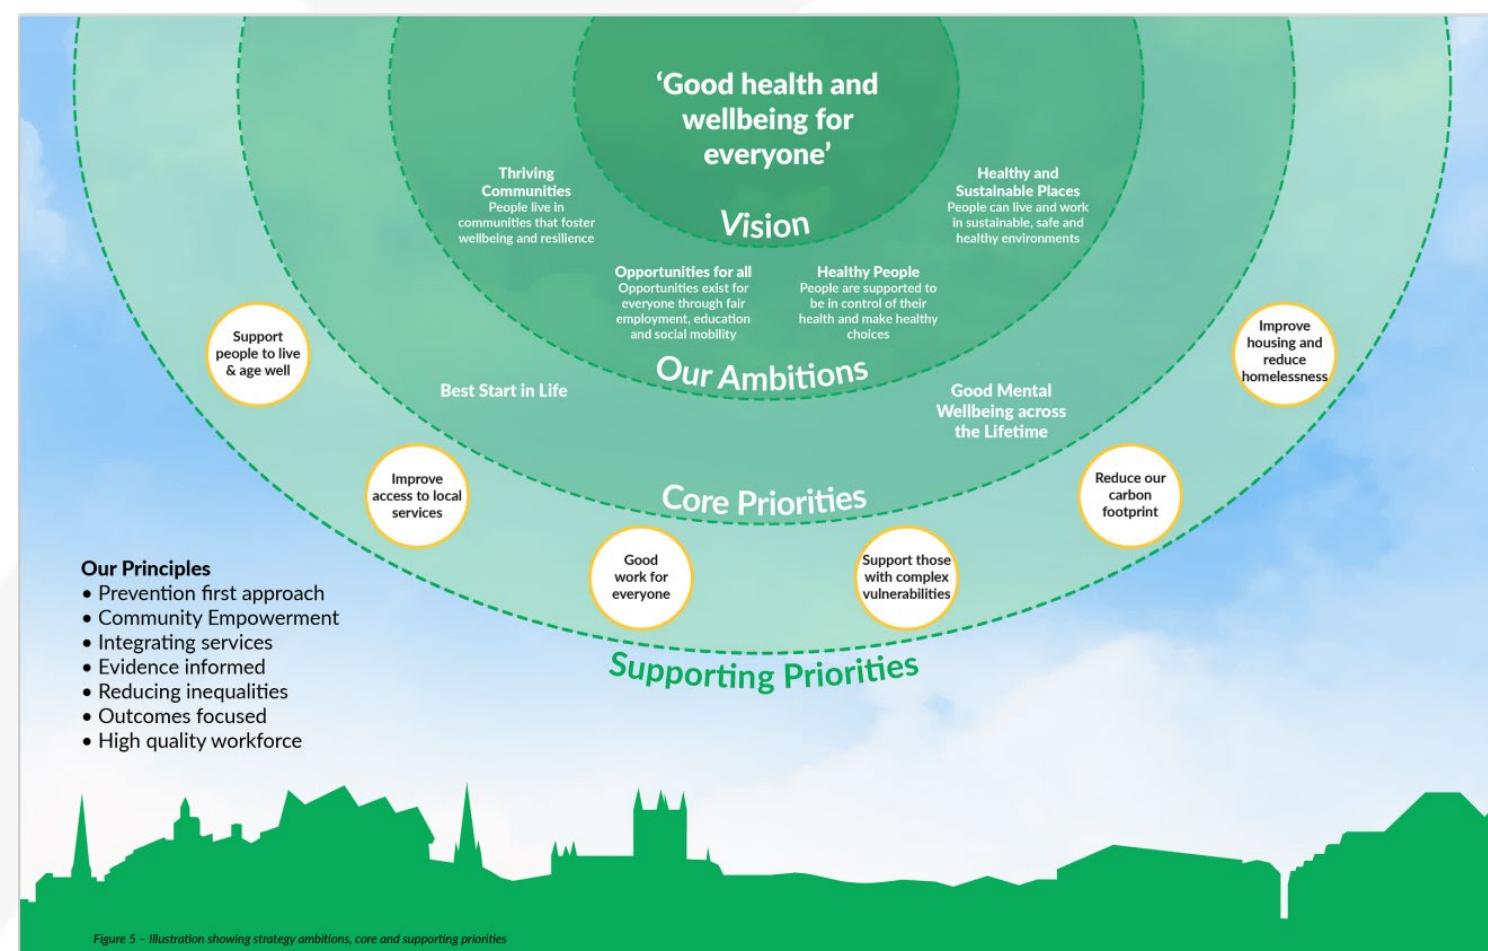 ‘Good health and
wellbeing for
everyone’
Vision
Thriving
Communities
People live in
communities that foster
wellbeing and resilience
Opportunities for all
Opportunities exist for
everyone through fair
employment, education
and social mobility
Healthy People
People are supported to
be in control of their
health and make healthy
choices
Healthy and
Sustainable Places
People can live and work
in sustainable, safe and
healthy environments
Our Ambitions
Best Start in Life
Good Mental
Wellbeing across
the Lifetime
Core Priorities
Support
people to live
& age well
Improve
access to local
services
Good
work for
everyone
Support those
with complex
vulnerabilities
Reduce our
carbon
footprint
Improve
housing and
reduce
homelessness
Supporting Priorities
Our Principles
• Prevention first approach
• Community Empowerment
• Integrating services
• Evidence informed
• Reducing inequalities
• Outcomes focused
• High quality workforce
Figure 5 – Illustration showing strategy ambitions, core and supporting priorities